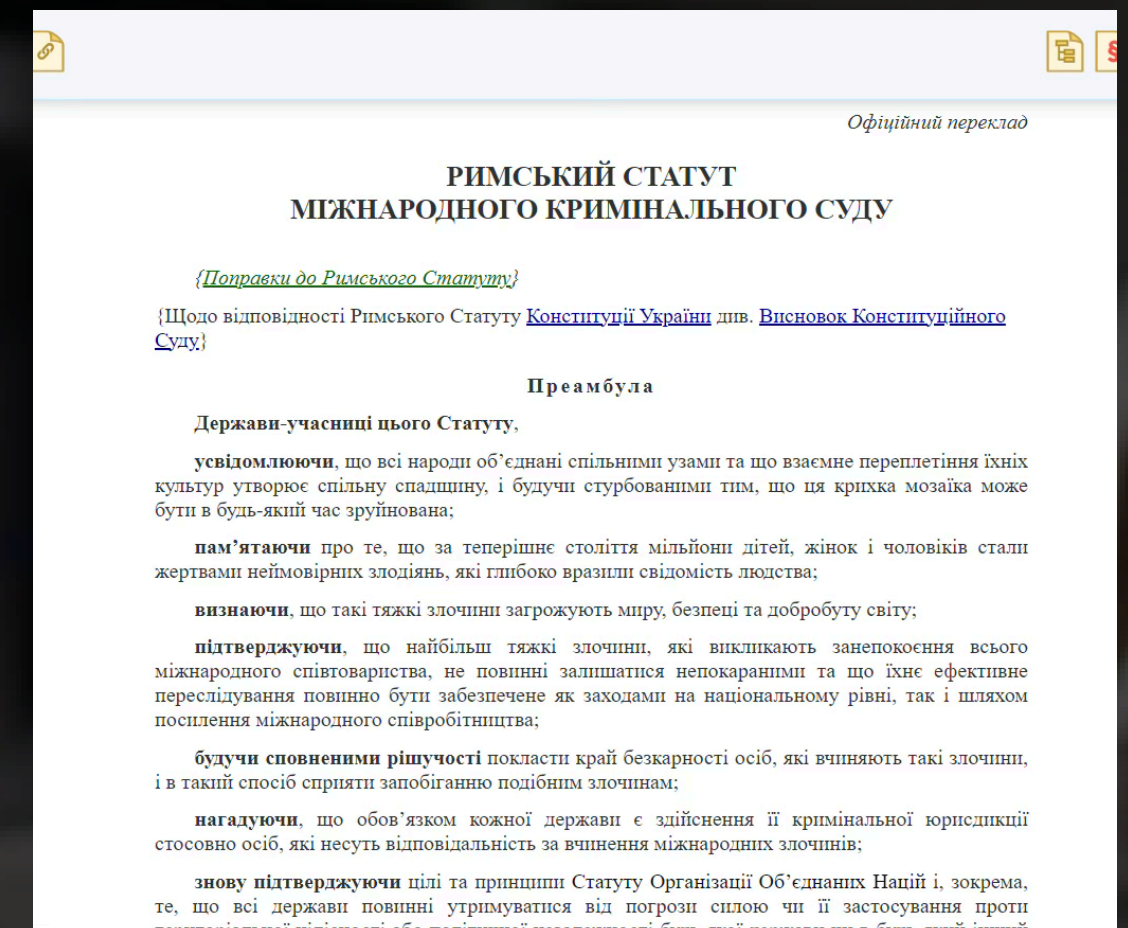 Офіційний переклад
РИМСЬКИЙ СТАТУТ
МІЖНАРОДНОГО КРИМІНАЛЬНОГО СУДУ
{Поправки до Римського Статуту}
{Щодо відповідності Римського Статуту Конституції України див. Висновок Конституційного
Суду}
Преамбула
Держави-учасниці цього Статуту,
усвідомлюючи, що всі народи об’єднані спільними узами та що взаємне переплетіння їхніх
культур утворює спільну спадщину, і будучи стурбованими тим, що ця крихка мозаїка може
бути в будь-який час зруйнована;
пам’ятаючи про те, що за теперішнє століття мільйони дітей, жінок і чоловіків стали
жертвами неймовірних злодіянь, які глибоко вразили свідомість людства;
визнаючи, що такі тяжкі злочини загрожують миру, безпеці та добробуту світу;
підтверджуючи, що найбільш тяжкі злочини, які викликають занепокоєння всього
міжнародного співтовариства, не повинні залишатися непокараними та що їхнє ефективне
переслідування повинно бути забезпечене як заходами на національному рівні, так і шляхом
посилення міжнародного співробітництва;
будучи сповненими рішучості покласти край безкарності осіб, які вчиняють такі злочини,
і в такий спосіб сприяти запобіганню подібним злочинам;
нагадуючи, що обов’язком кожної держави є здійснення її кримінальної юрисдикції
стосовно осіб, які несуть відповідальність за вчинення міжнародних злочинів;
знову підтверджуючи цілі та принципи Статуту Організації Об’єднаних Націй і, зокрема,
те, що всі держави повинні утримуватися від погрози силою чи її застосування проти